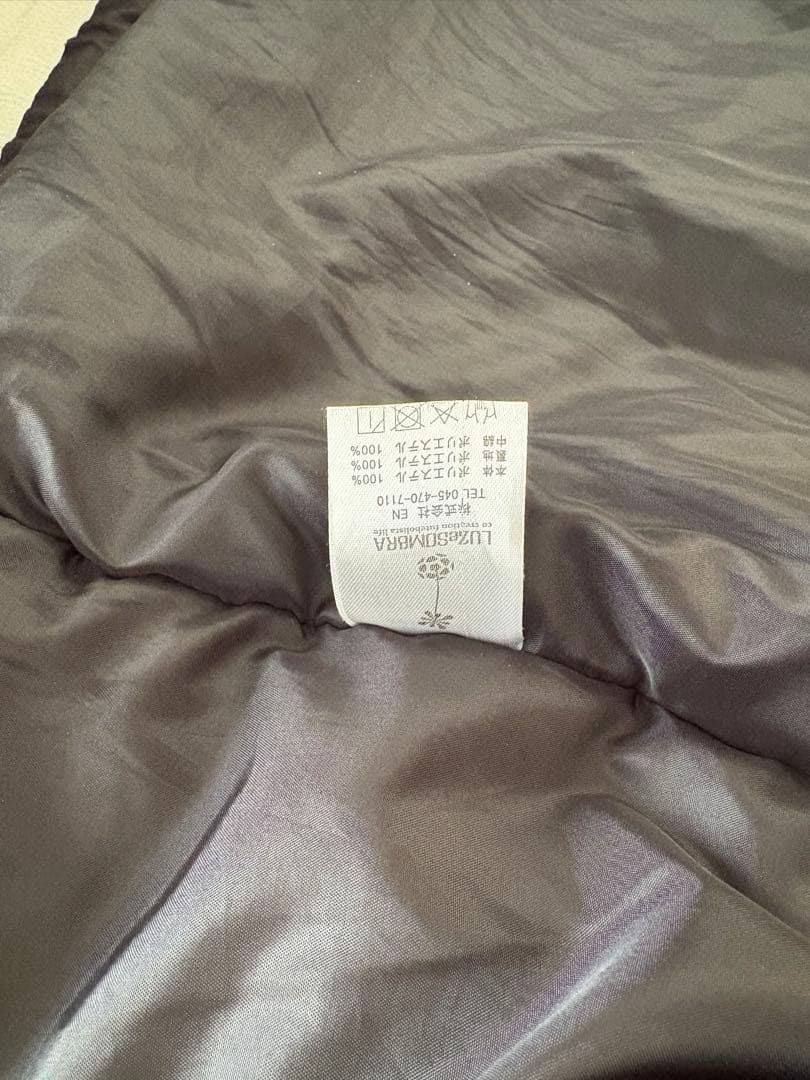 LUZeSOMBRA
co creation futebolista life
株式会社 EN
TEL 045-470-7110
本体 ポリエステル 100%
裏地 ポリエステル 100%
中綿 ポリエステル 100%